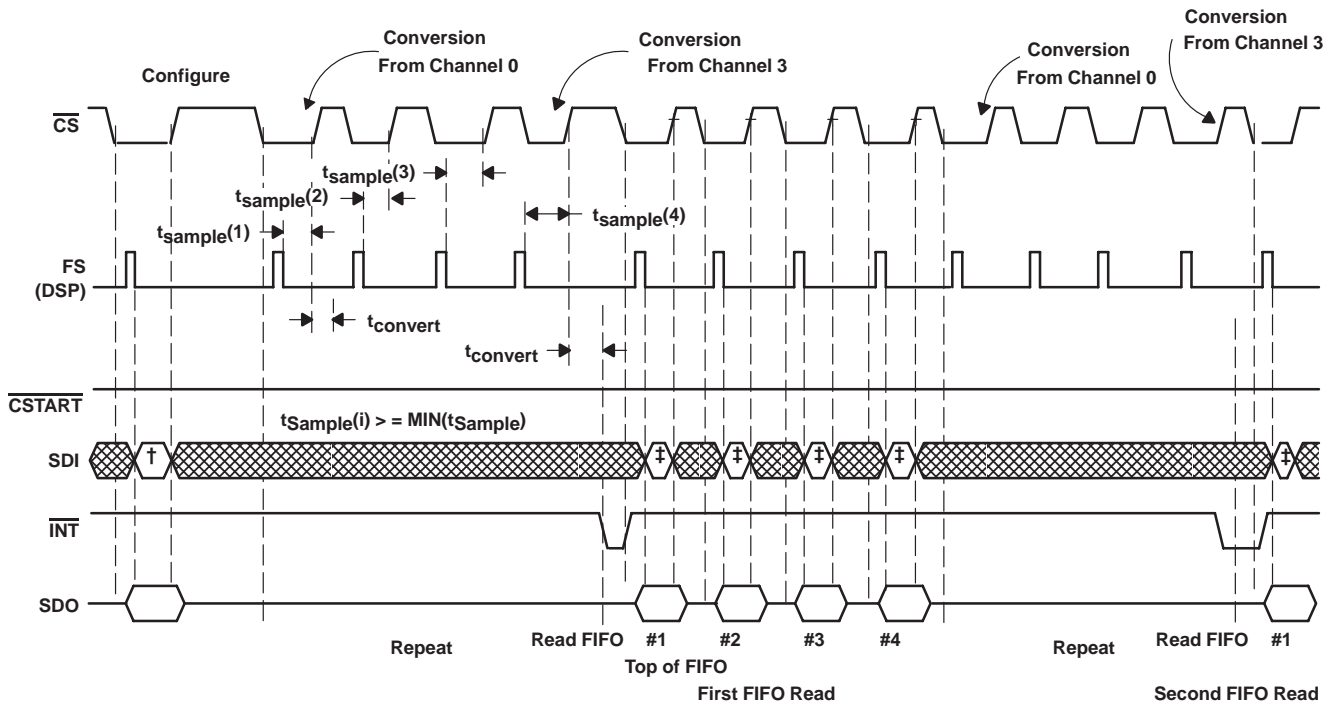 Conversion
From Channel 0
Conversion
From Channel 3
Conversion
From Channel 0
Conversion
From Channel 3
Configure
CS
tsample(3)
tsample(2)
tsample(4)
tsample(1)
FS
(DSP)
tconvert
tconvert
CSTART
tSample(i) > = MIN(tSample)
SDI
†
‡
‡
‡
‡
‡
INT
SDO
Repeat
Read FIFO
#1
#2
#3
#4
Repeat
Read FIFO
#1
Top of FIFO
First FIFO Read
Second FIFO Read